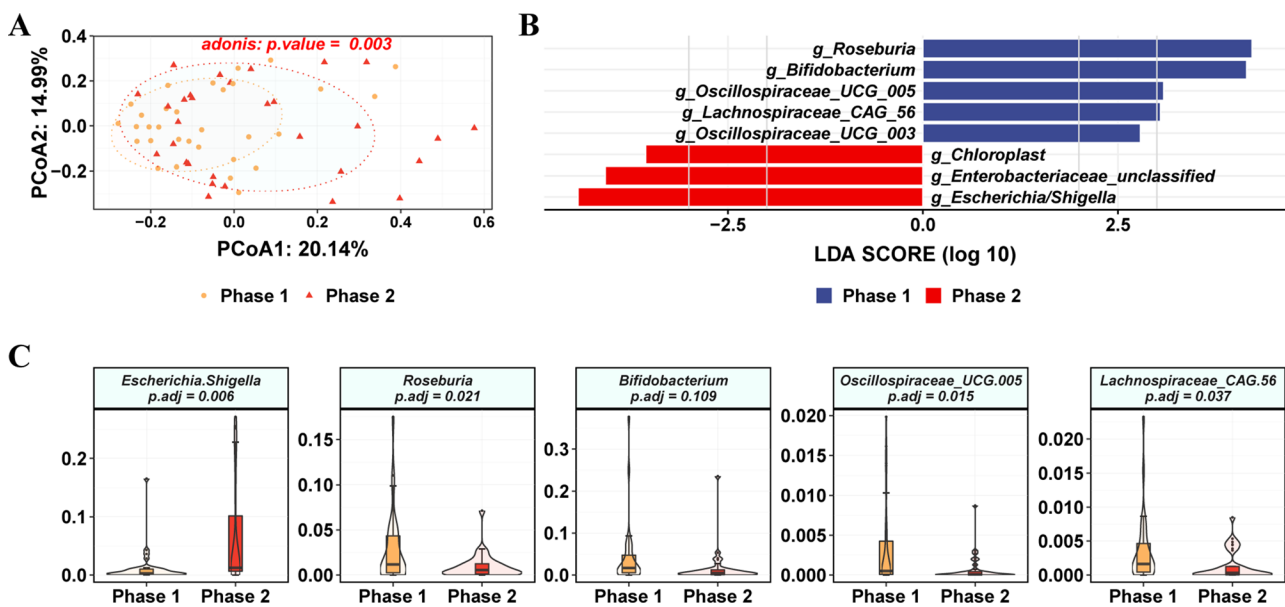 A
adonis: p.value = 0.003
0.4
0.2
0.0
−0.2
−0.2
0.0
0.2
0.4
0.6
PCoA2: 14.99%
PCoA1: 20.14%
Phase 1
Phase 2
B
g_Roseburia
g_Bifidobacterium
g_Oscillospiraceae_UCG_005
g_Lachnospiraceae_CAG_56
g_Oscillospiraceae_UCG_003
g_Chloroplast
g_Enterobacteriaceae_unclassified
g_Escherichia/Shigella
−2.5
0.0
2.5
LDA SCORE (log 10)
Phase 1
Phase 2
C
Escherichia.Shigella
p.adj = 0.006
0.2
0.1
0.0
Phase 1
Phase 2
Roseburia
p.adj = 0.021
0.15
0.10
0.05
0.00
Phase 1
Phase 2
Bifidobacterium
p.adj = 0.109
0.3
0.2
0.1
0.0
Phase 1
Phase 2
Oscillospiraceae_UCG.005
p.adj = 0.015
0.020
0.015
0.010
0.005
0.000
Phase 1
Phase 2
Lachnospiraceae_CAG.56
p.adj = 0.037
0.020
0.015
0.010
0.005
0.000
Phase 1
Phase 2